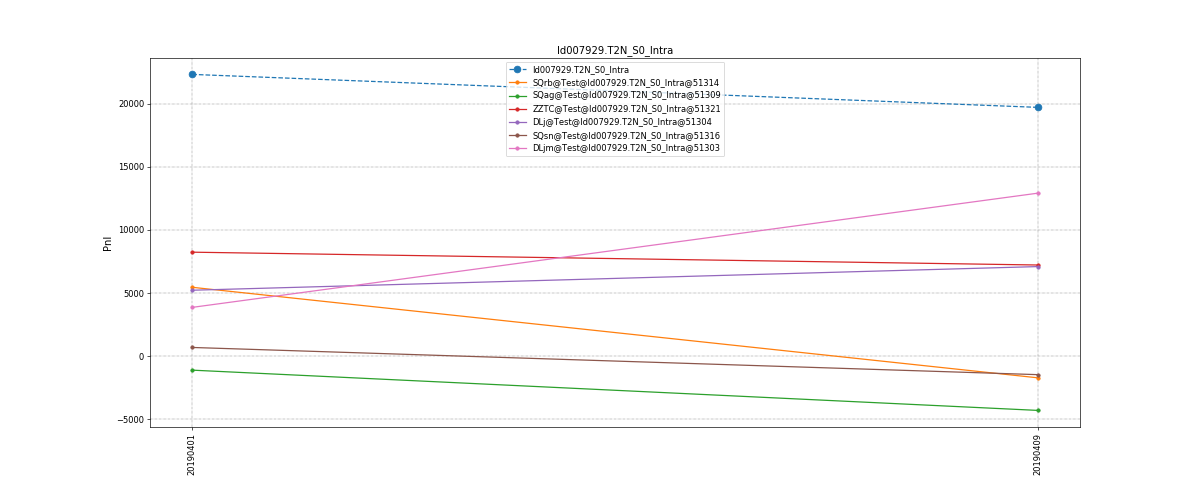 Id007929.T2N_S0_Intra
Id007929.T2N_S0_Intra
SQrb@Test@Id007929.T2N_S0_Intra@51314
SQag@Test@Id007929.T2N_S0_Intra@51309
ZZTC@Test@Id007929.T2N_S0_Intra@51321
DLj@Test@Id007929.T2N_S0_Intra@51304
SQsn@Test@Id007929.T2N_S0_Intra@51316
DLjm@Test@Id007929.T2N_S0_Intra@51303
20000
15000
10000
5000
0
−5000
Pnl
20190401
20190409